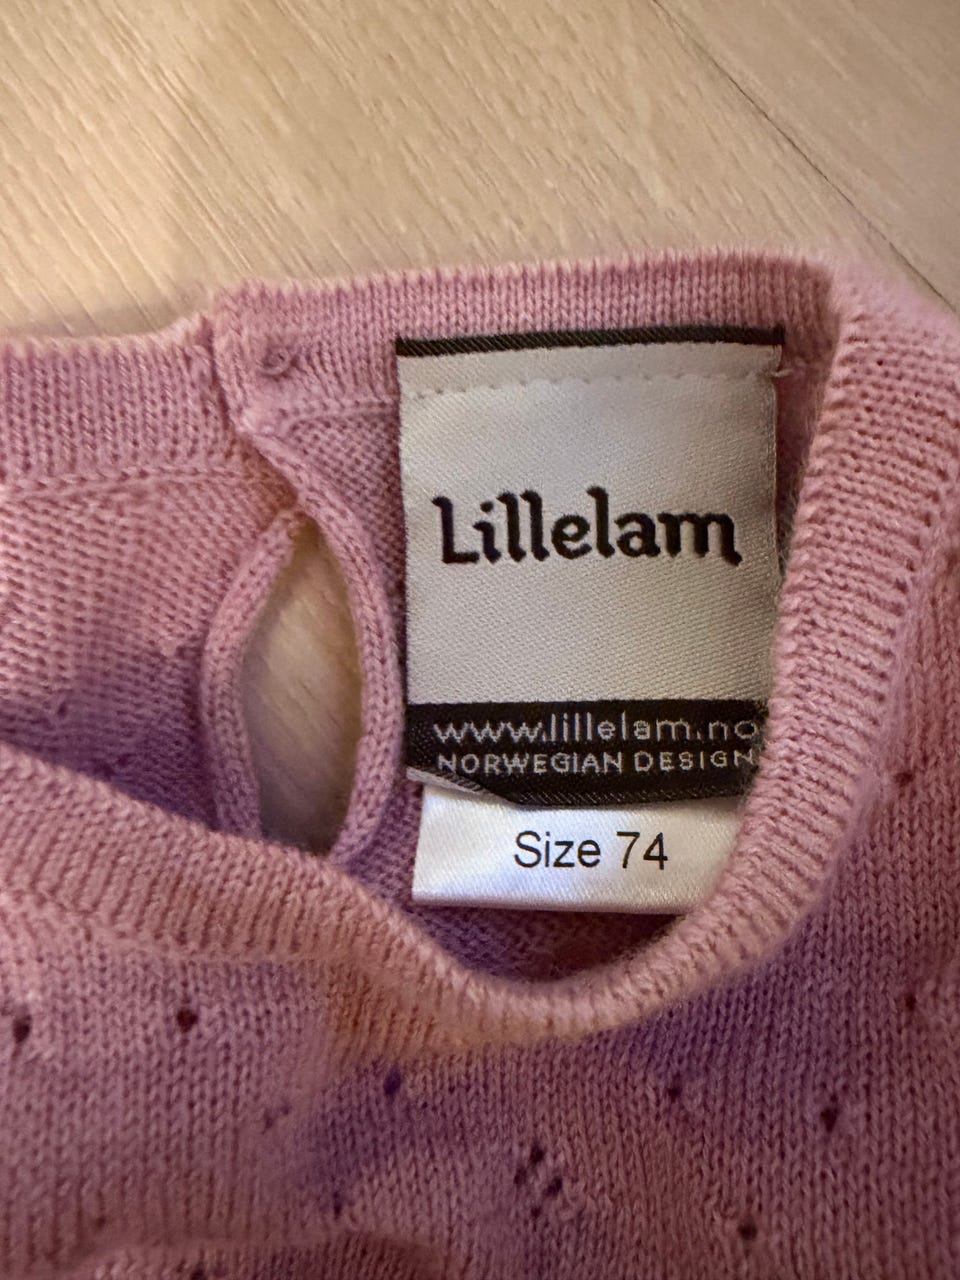 Lillelam
www.lillelam.no
NORWEGIAN DESIGN
Size 74